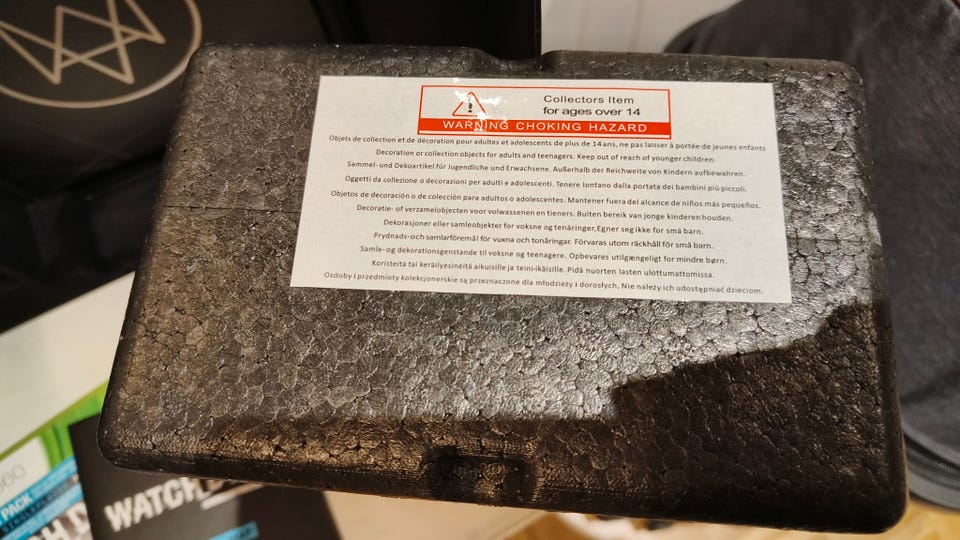 Collectors Item
for ages over 14
WARNING CHOKING HAZARD
Objets de collection et de décoration pour adultes et adolescents de plus de 14 ans, ne pas laisser à portée de jeunes enfants
Decoration or collection objects for adults and teenagers. Keep out of reach of younger children.
Sammel- und Dekoartikel für Jugendliche und Erwachsene. Außerhalb der Reichweite von Kindern aufbewahren.
Oggetti da collezione o decorazioni per adulti e adolescenti. Tenere lontano dalla portata dei bambini più piccoli.
Objetos de decoración o de colección para adultos o adolescentes. Mantener fuera del alcance de niños más pequeños.
Decoratie- of verzamelobjecten voor volwassenen en tieners. Buiten bereik van jonge kinderen houden.
Dekorasjoner eller samleobjekter for voksne og tenåringer,Egner seg ikke for små barn.
Prydnads-och samlarföremål för vuxna och tonåringar. Förvaras utom räckhåll för små barn.
Samle-og dekorationsgenstande til voksne og teenagere. Opbevares utilgængeligt for mindre børn.
Koristeita tai keräilyesineitä aikuisille ja teini-ikäisille. Pidä nuorten lasten ulottumattomissa.
Ozdoby i przedmioty kolekcjonerskie są przeznaczone dla młodzieży i dorosłych, Nie należy ich udostępniać dzieciom.
360
PACK
WATCH